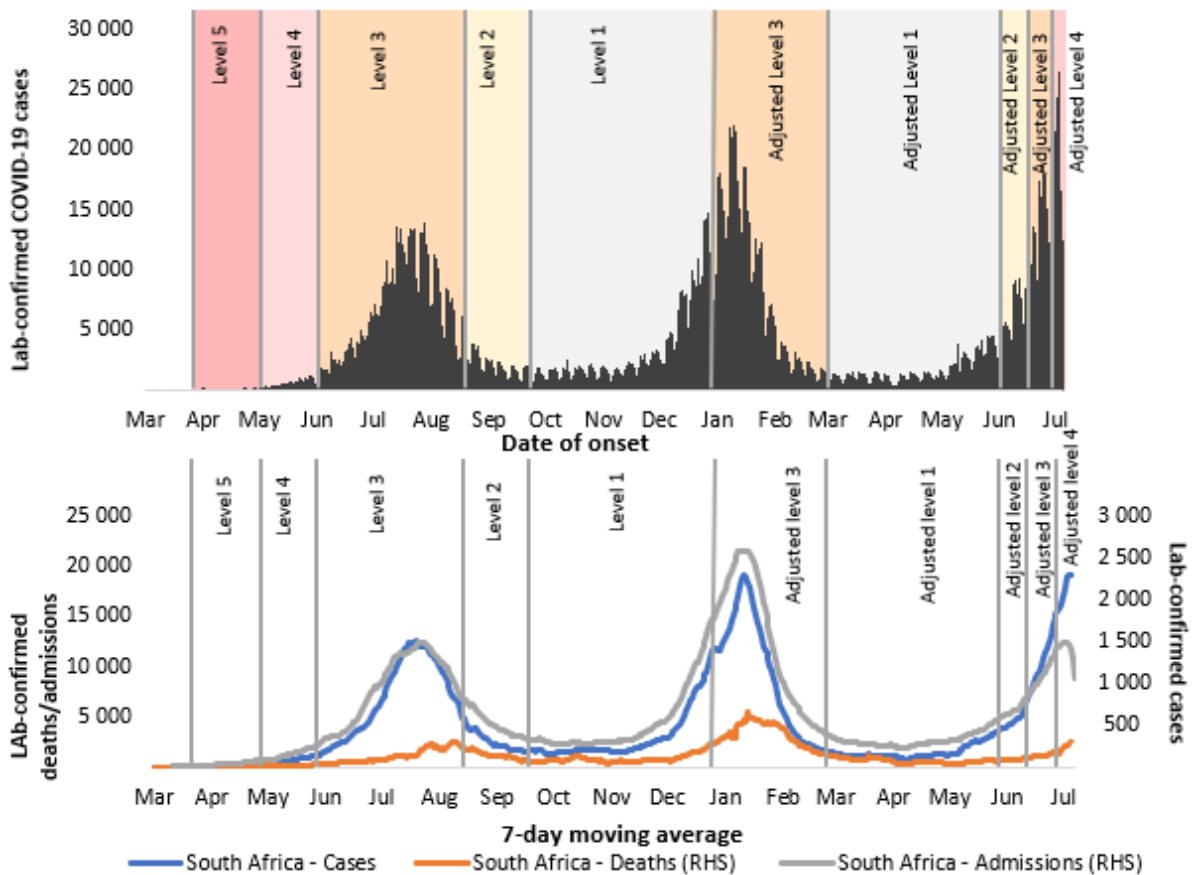 30 000
25 000
20 000
15 000
10 000
5 000
Lab-confirmed COVID-19 cases
Level 5
Level 4
Level 3
Level 2
Level 1
Adjusted Level 3
Adjusted Level 1
Adjusted Level 2
Adjusted Level 3
Adjusted Level 4
Mar Apr May Jun Jul Aug Sep Oct Nov Dec Jan Feb Mar Apr May Jun Jul
Date of onset
25 000
20 000
15 000
10 000
5 000
LAb-confirmed
deaths/admissions
Level 5
Level 4
Level 3
Level 2
Level 1
Adjusted level 3
Adjusted level 1
Adjusted level 2
Adjusted level 3
Adjusted level 4
3 000
2 500
2 000
1 500
1 000
500
Lab-confirmed
cases
Mar Apr May Jun Jul Aug Sep Oct Nov Dec Jan Feb Mar Apr May Jun Jul
7-day moving average
South Africa - Cases
South Africa - Deaths (RHS)
South Africa - Admissions (RHS)